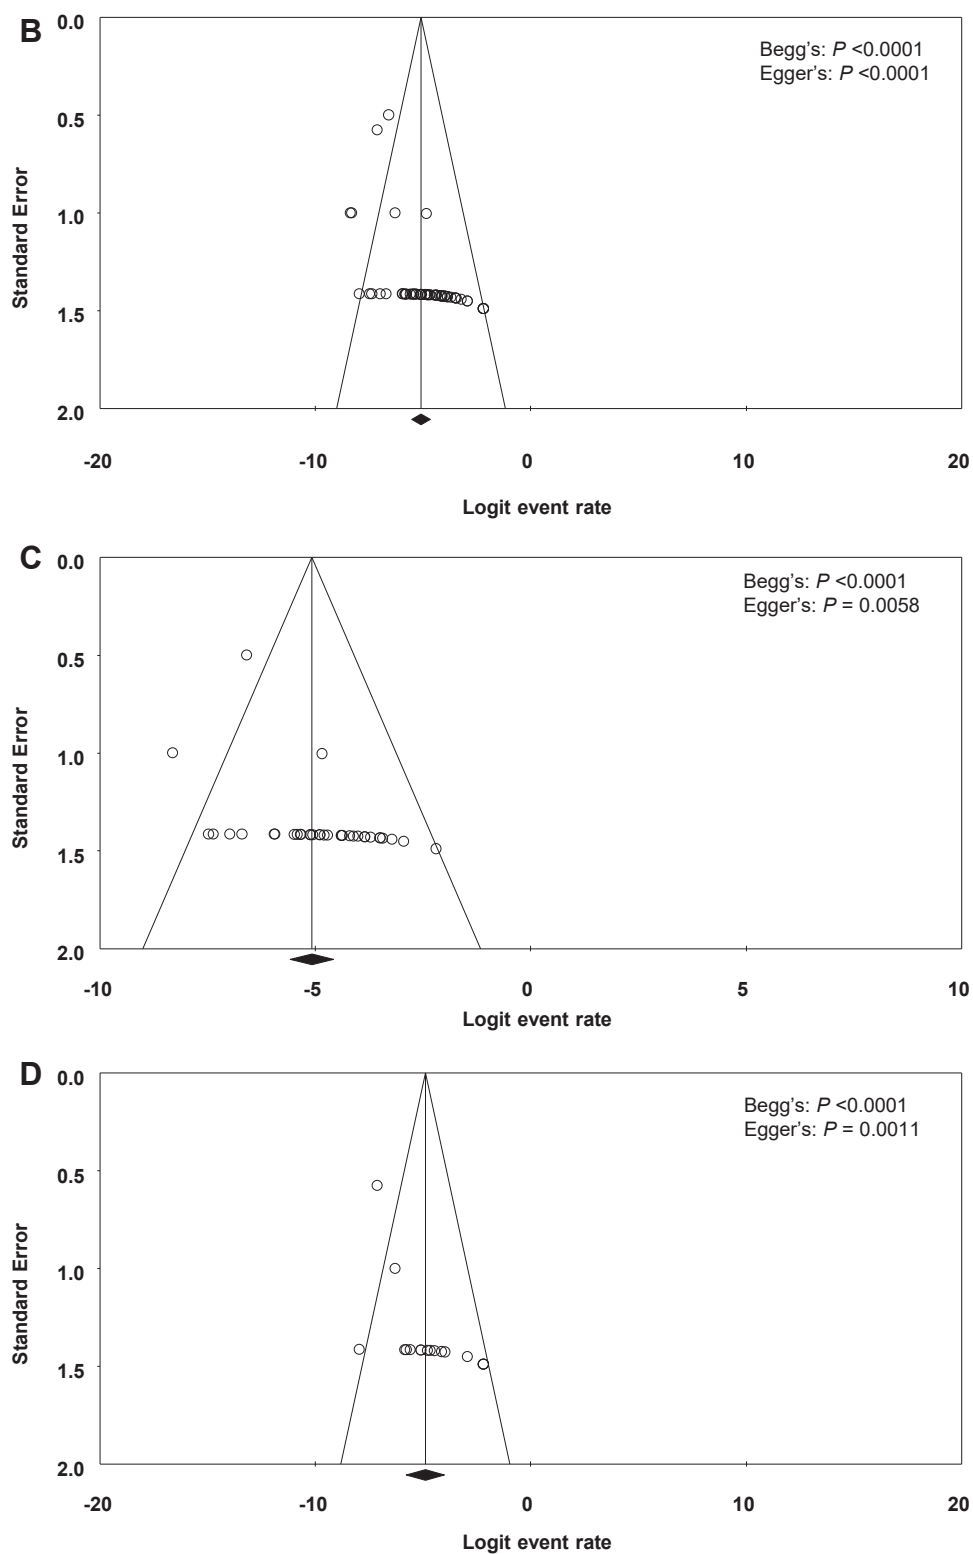 B
Begg’s: P <0.0001
Egger’s: P <0.0001
0.0
0.5
1.0
1.5
2.0
Standard Error
-20
-10
0
10
20
Logit event rate
C
Begg’s: P <0.0001
Egger’s: P = 0.0058
0.0
0.5
1.0
1.5
2.0
Standard Error
-10
-5
0
5
10
Logit event rate
D
Begg’s: P <0.0001
Egger’s: P = 0.0011
0.0
0.5
1.0
1.5
2.0
Standard Error
-20
-10
0
10
20
Logit event rate